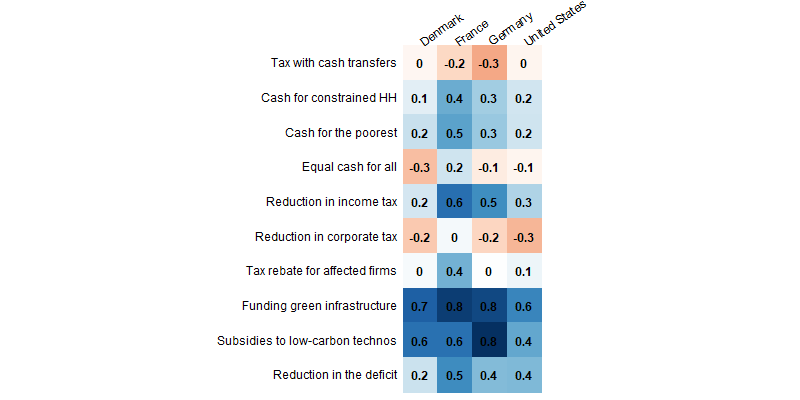 Denmark France Germany United States
Tax with cash transfers 0 -0.2 -0.3 0
Cash for constrained HH 0.1 0.4 0.3 0.2
Cash for the poorest 0.2 0.5 0.3 0.2
Equal cash for all -0.3 0.2 -0.1 -0.1
Reduction in income tax 0.2 0.6 0.5 0.3
Reduction in corporate tax -0.2 0 -0.2 -0.3
Tax rebate for affected firms 0 0.4 0 0.1
Funding green infrastructure 0.7 0.8 0.8 0.6
Subsidies to low-carbon technos 0.6 0.6 0.8 0.4
Reduction in the deficit 0.2 0.5 0.4 0.4